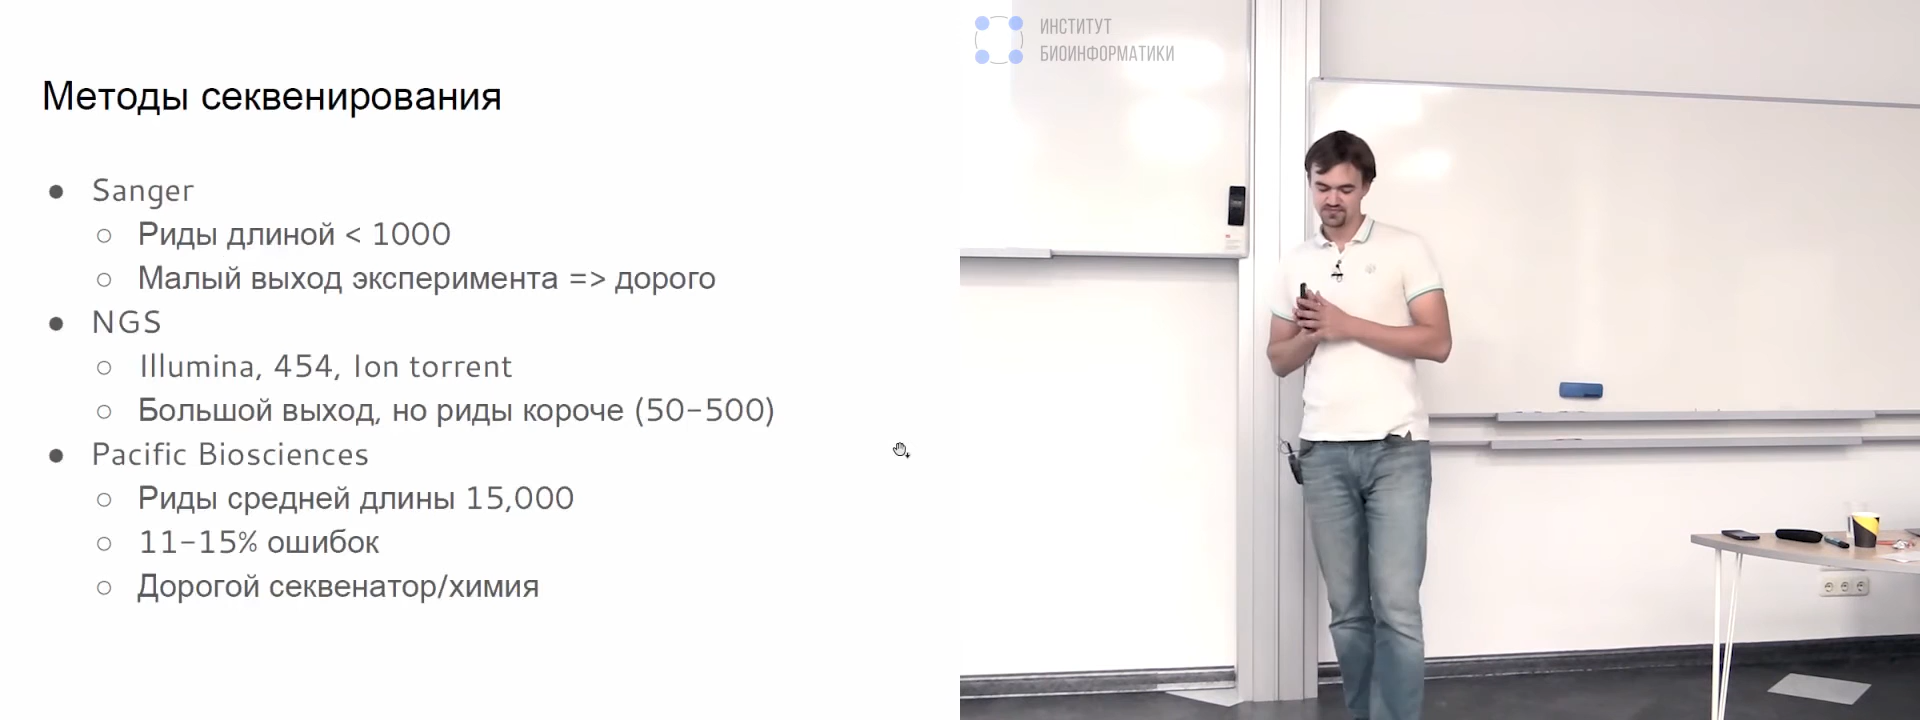 Методы секвенирования
● Sanger
○ Риды длиной < 1000
○ Малый выход эксперимента => дорого
● NGS
○ Illumina, 454, Ion torrent
○ Большой выход, но риды короче (50-500)
● Pacific Biosciences
○ Риды средней длины 15,000
○ 11-15% ошибок
○ Дорогой секвенатор/химия
ИНСТИТУТ
БИОИНФОРМАТИКИ